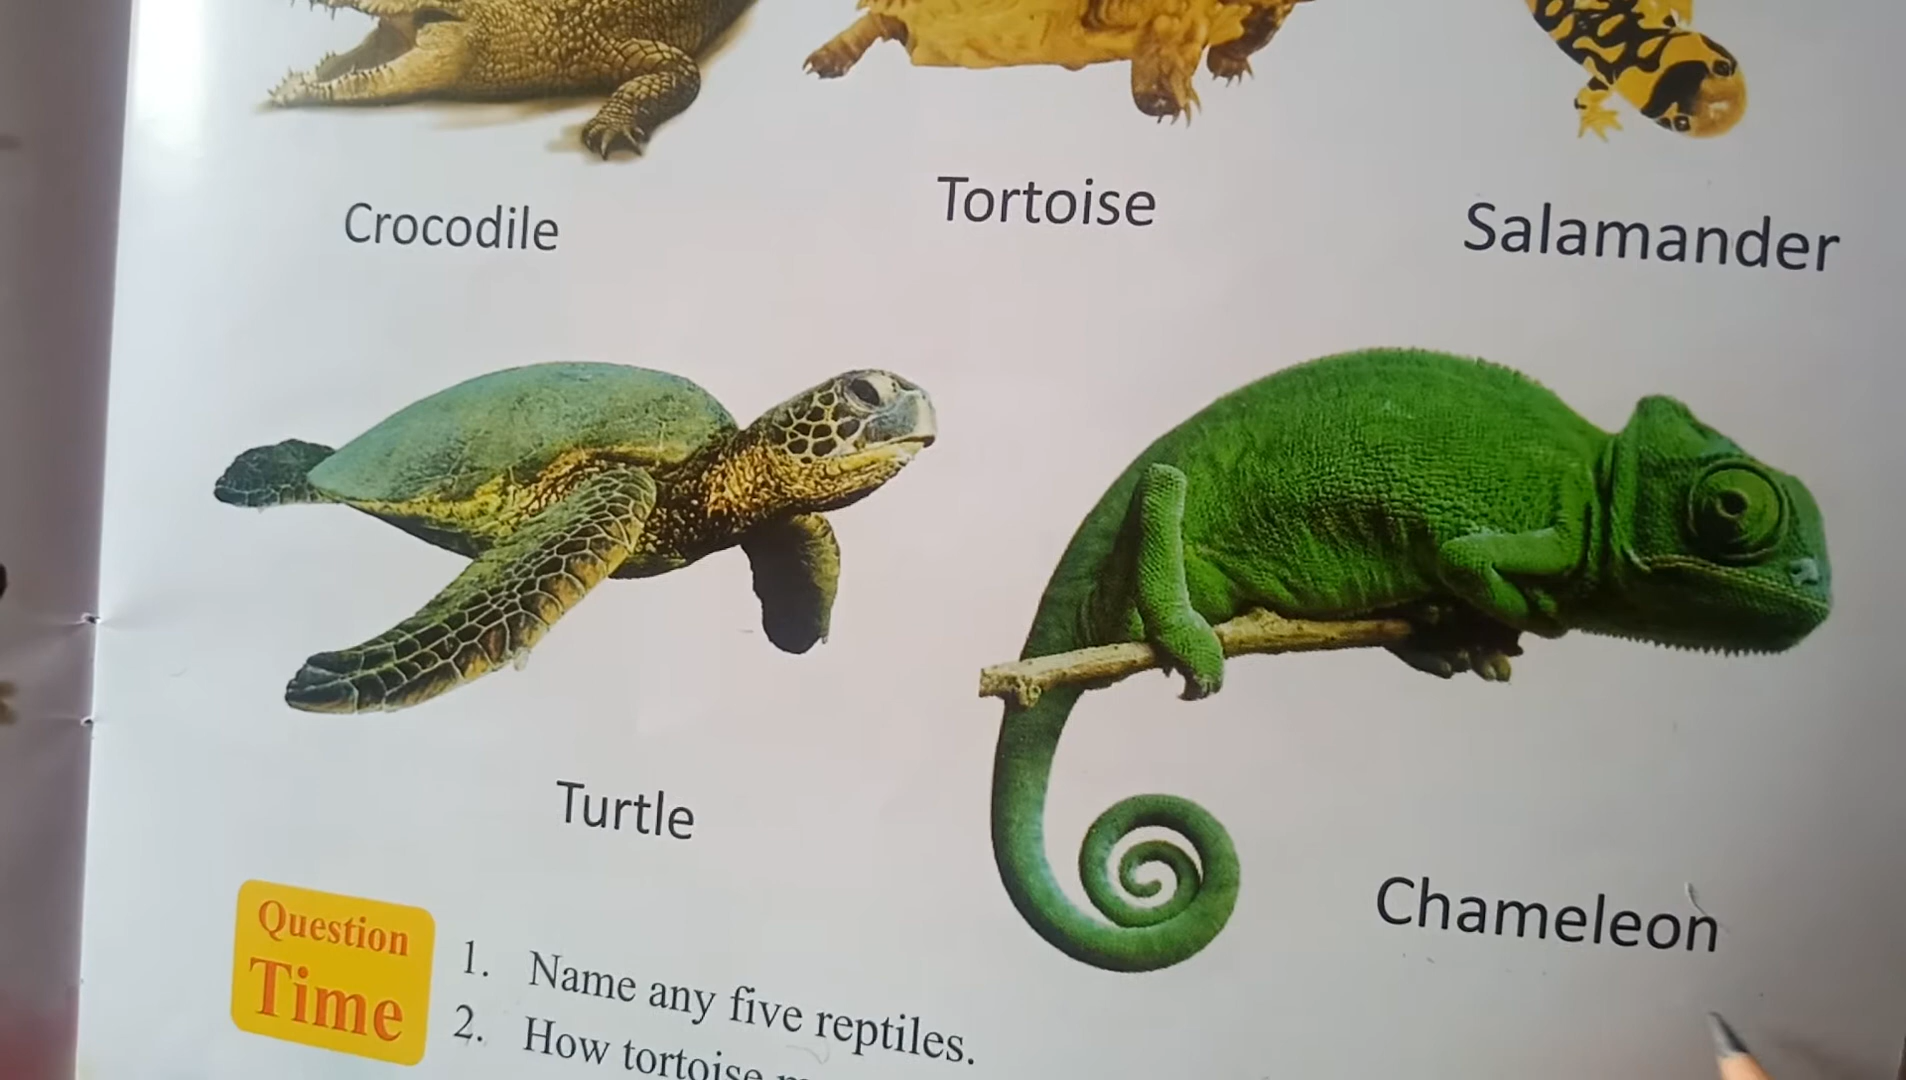 Crocodile
Tortoise
Salamander
Turtle
Chameleon
Question
Time
1. Name any five reptiles.
2. How tortoise